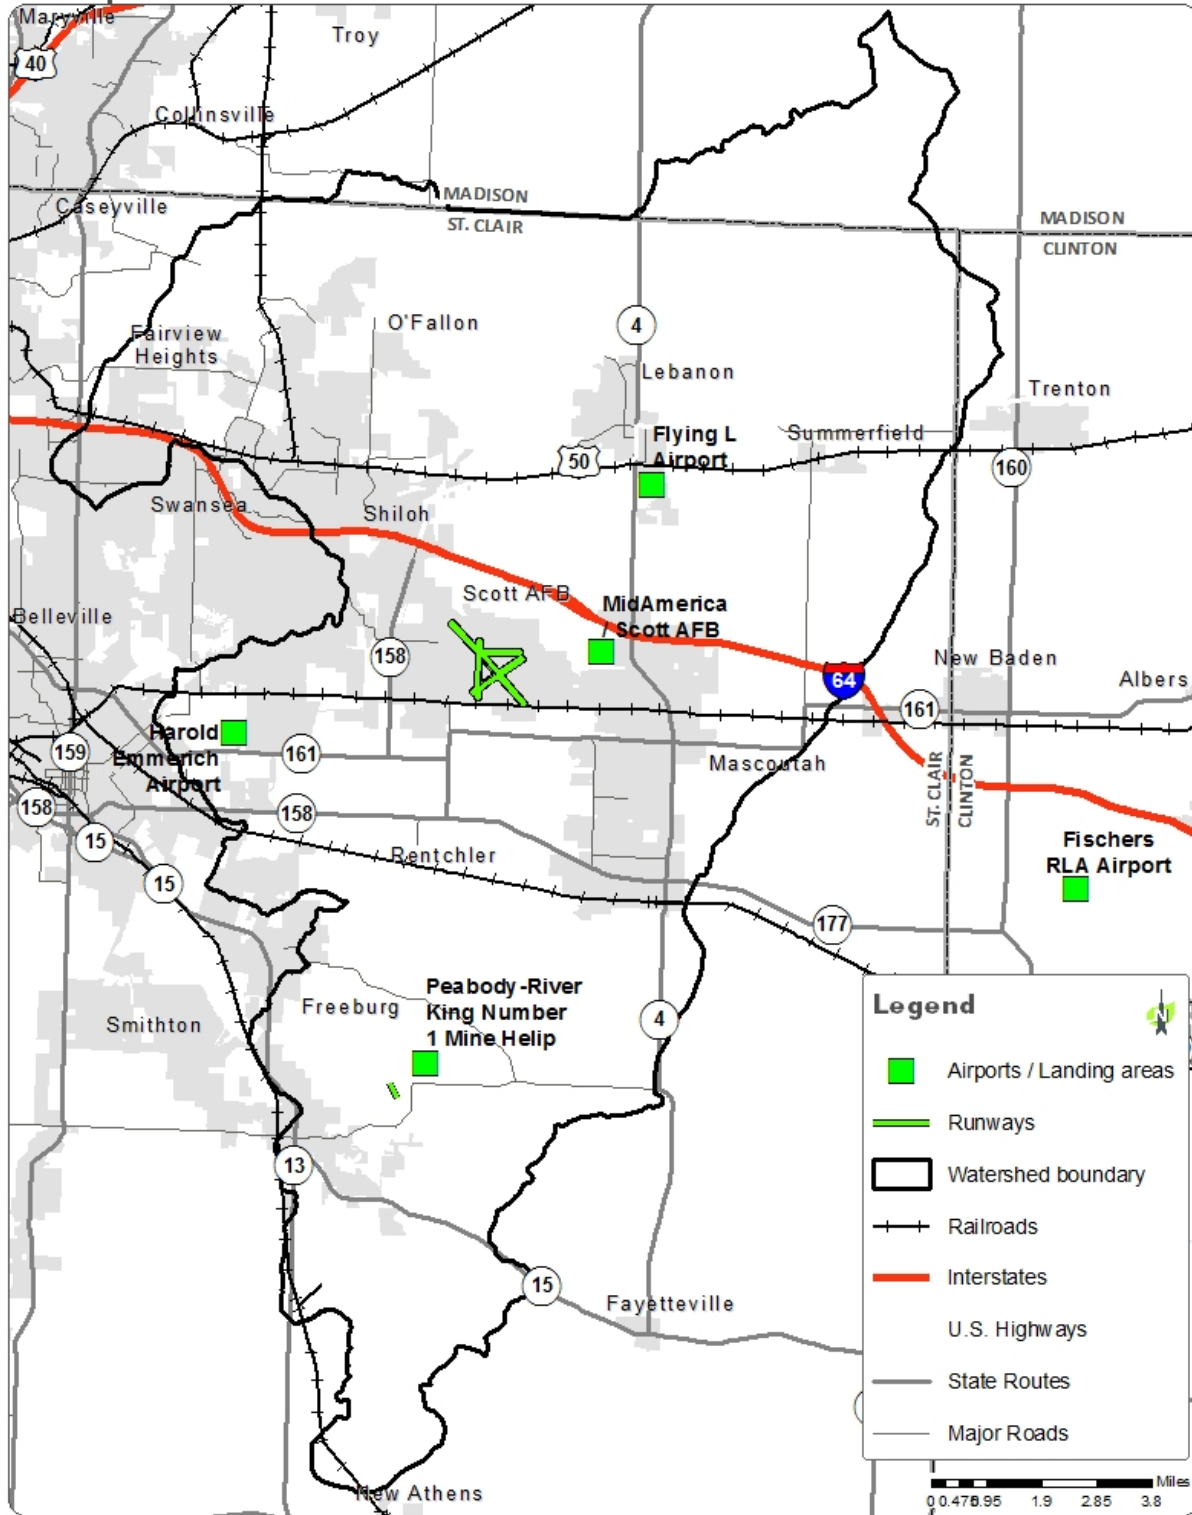 Maryville
Troy
40
Collinsville
MADISON
ST. CLAIR
Caseyville
MADISON
CLINTON
4
O'Fallon
Fairview
Heights
Lebanon
Trenton
Flying L
Airport
Summerfield
50
160
Swansea
Shiloh
Scott AFB
MidAmerica
Scott AFB
Belleville
158
New Baden
64
Albers
161
Harold
Emmerich
Airport
159
161
Mascoutah
ST. CLAIR
CLINTON
158
158
15
Rentchler
Fischers
RLA Airport
15
177
Peabody-River
King Number
1 Mine Helip
Freeburg
Smithton
4
13
15
Fayetteville
New Athens
Legend
N
Airports / Landing areas
Runways
Watershed boundary
Railroads
Interstates
U.S. Highways
State Routes
Major Roads
Miles
0 0.475 0.95 1.9 2.85 3.8